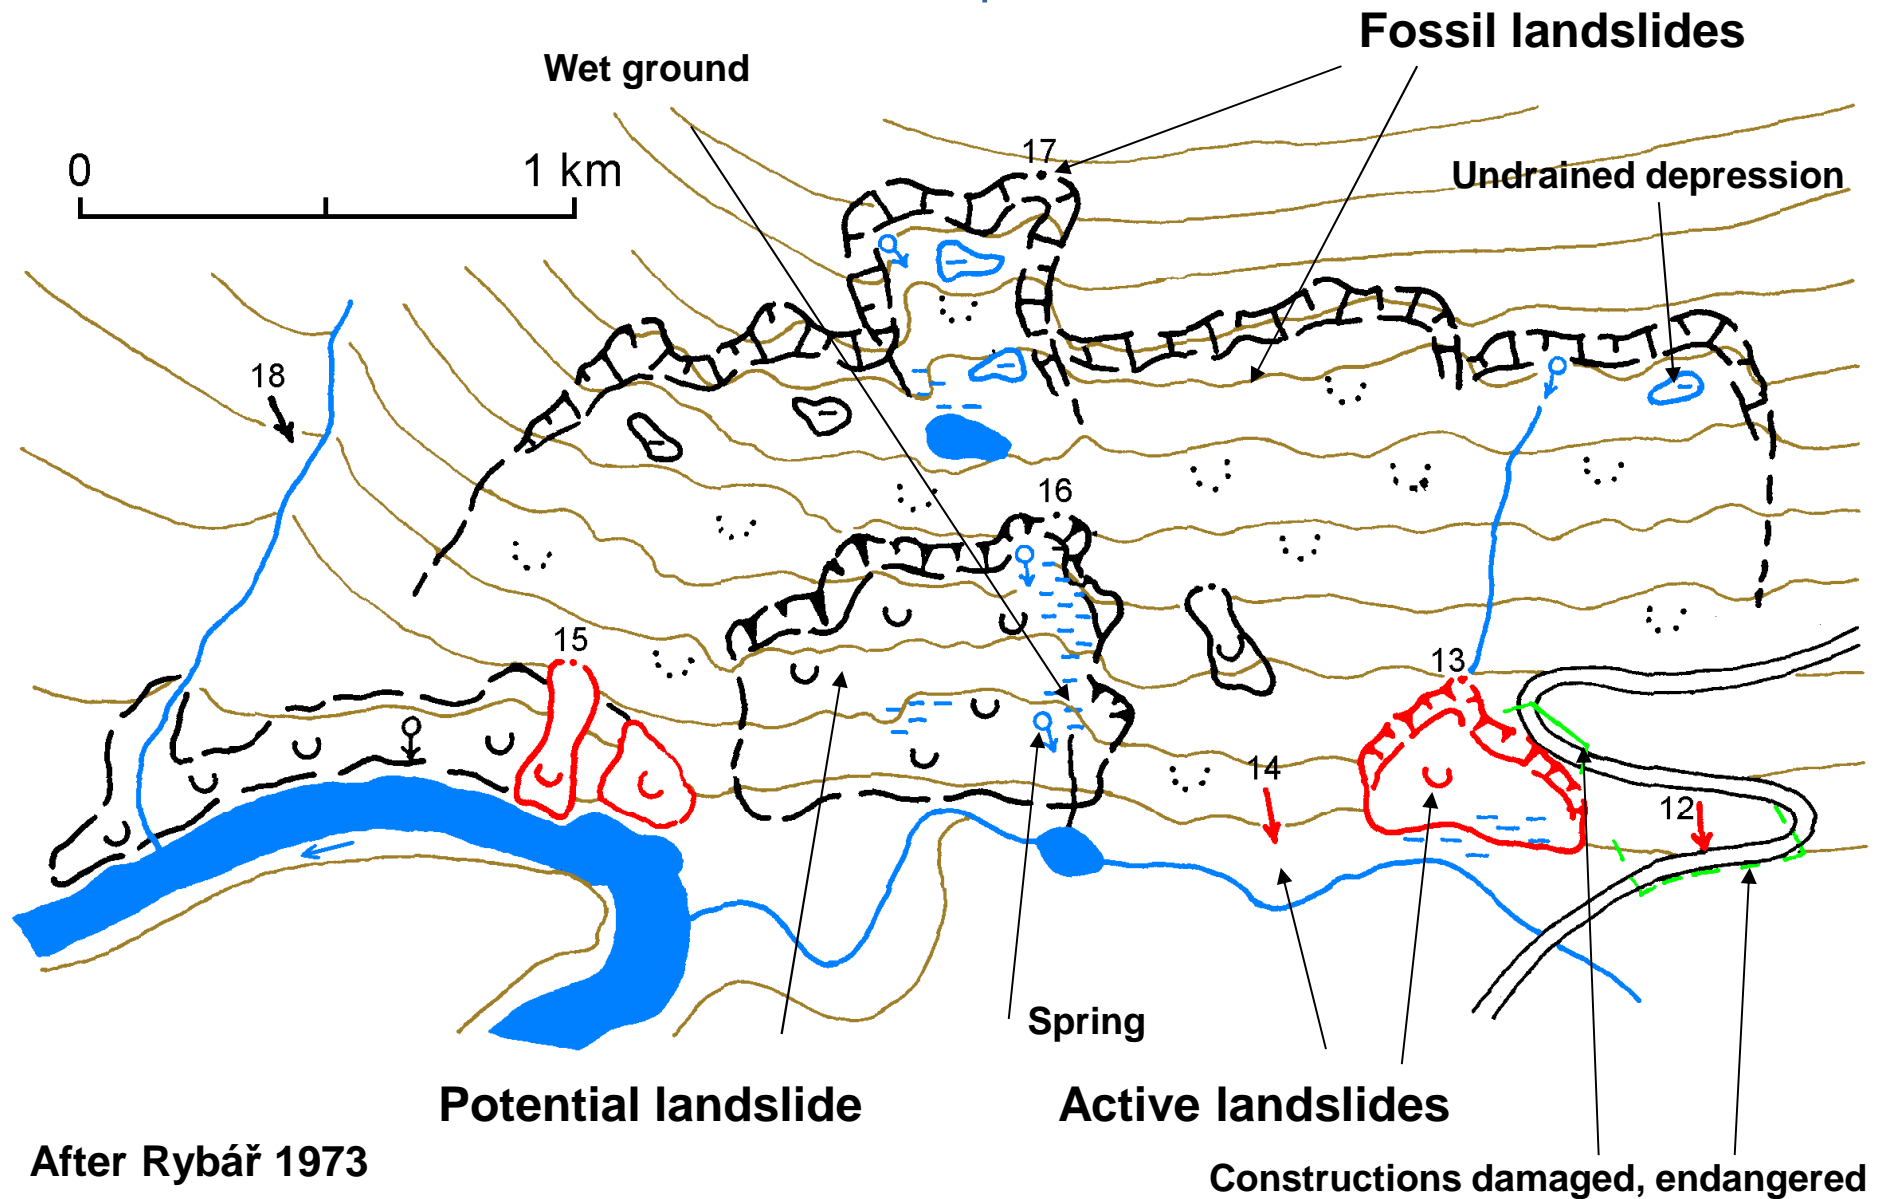 Fossil landslides
Wet ground
0
1 km
17
Undrained depression
18
16
15
13
14
12
Spring
Potential landslide
Active landslides
After Rybář 1973
Constructions damaged, endangered